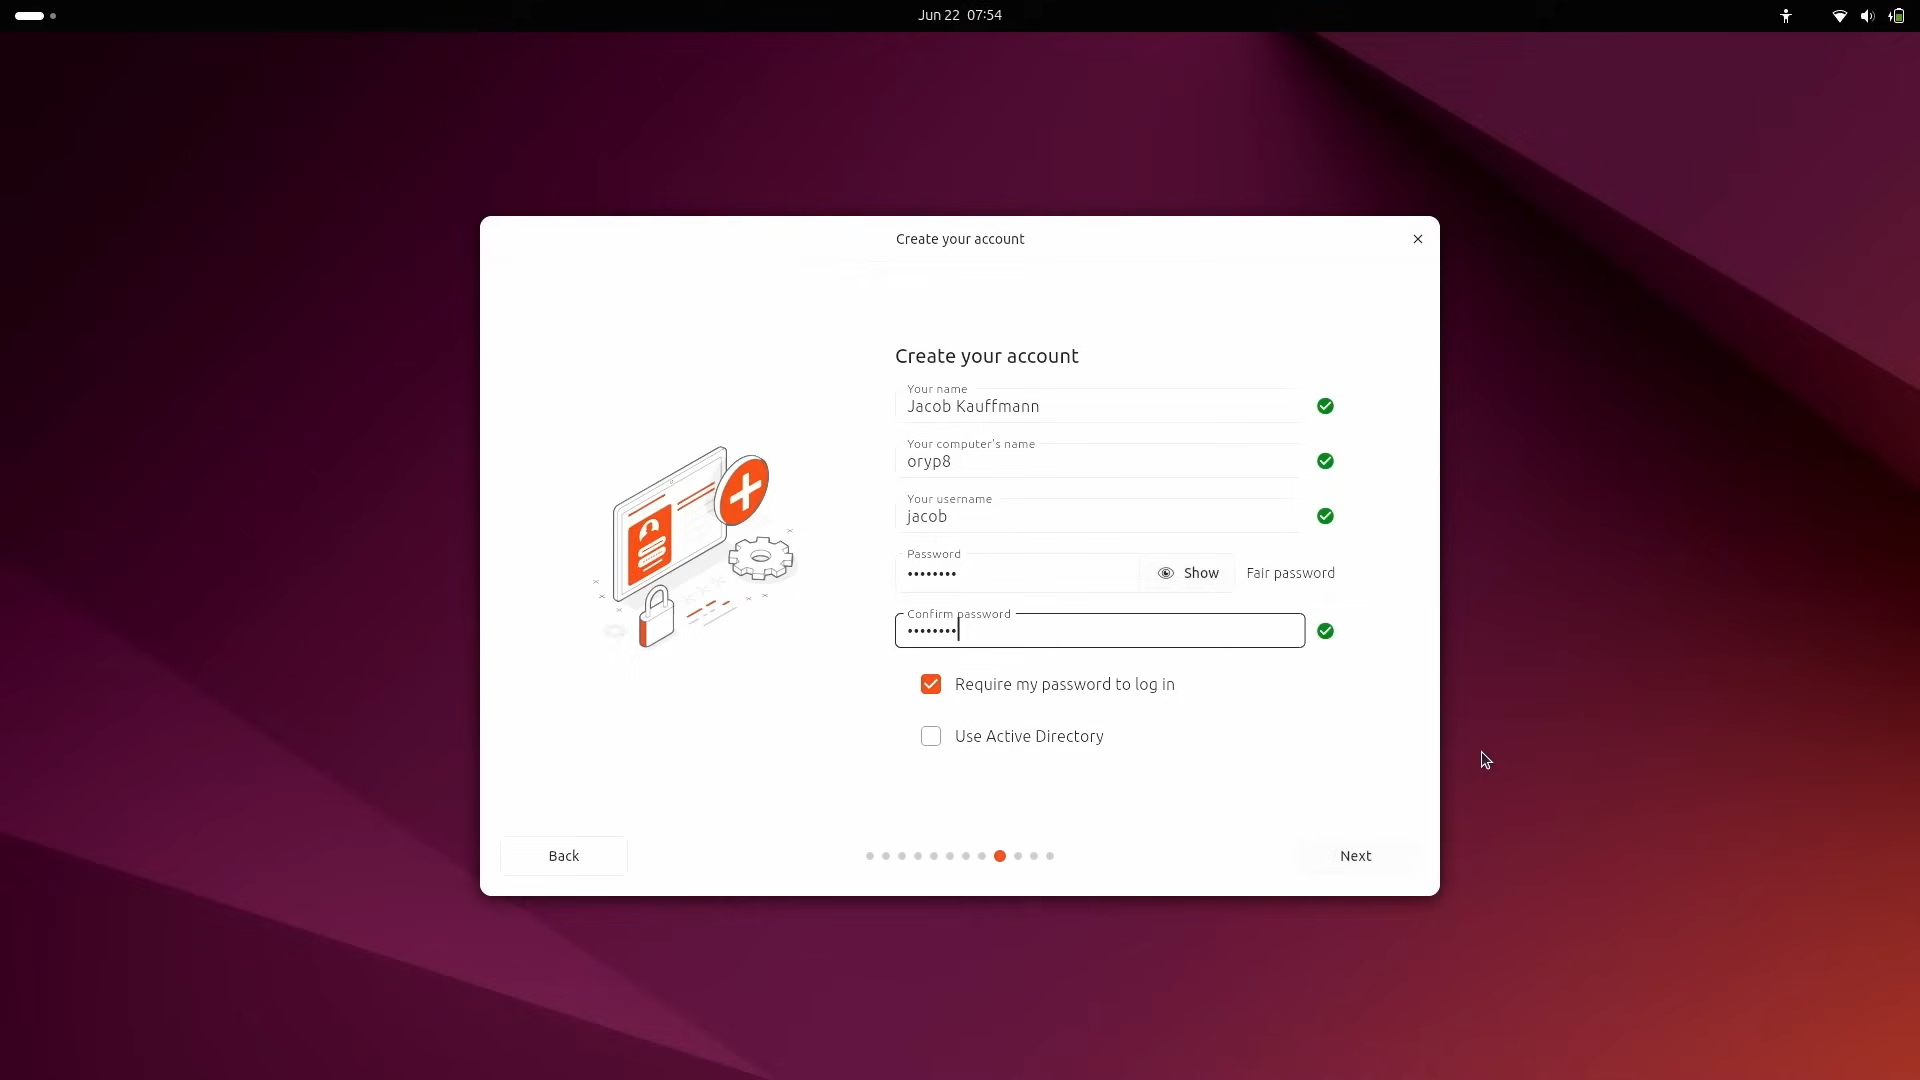 Jun 22 07:54
Create your account
Create your account
Your name
Jacob Kauffmann
Your computer's name
oryp8
Your username
jacob
Password
•••••••• Show Fair password
Confirm password
••••••••
Require my password to log in
Use Active Directory
Back Next